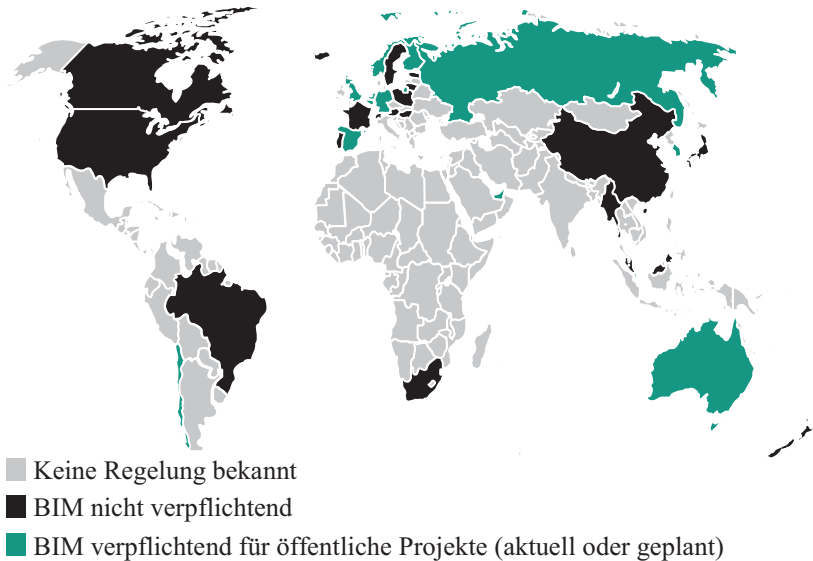 Keine Regelung bekannt
BIM nicht verpflichtend
BIM verpflichtend für öffentliche Projekte (aktuell oder geplant)